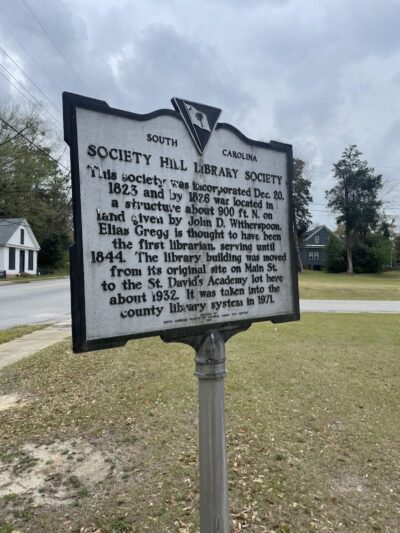 SOUTH CAROLINA
SOCIETY HILL LIBRARY SOCIETY
This society was incorporated Dec. 20,
1823 and by 1826 was located in
a structure about 900 ft. N. on
land given by John D. Witherspoon.
Elias Gregg is thought to have been
the first librarian, serving until
1844. The library building was moved
from its original site on Main St.
to the St. David's Academy lot here
about 1932. It was taken into the
county library system in 1971.